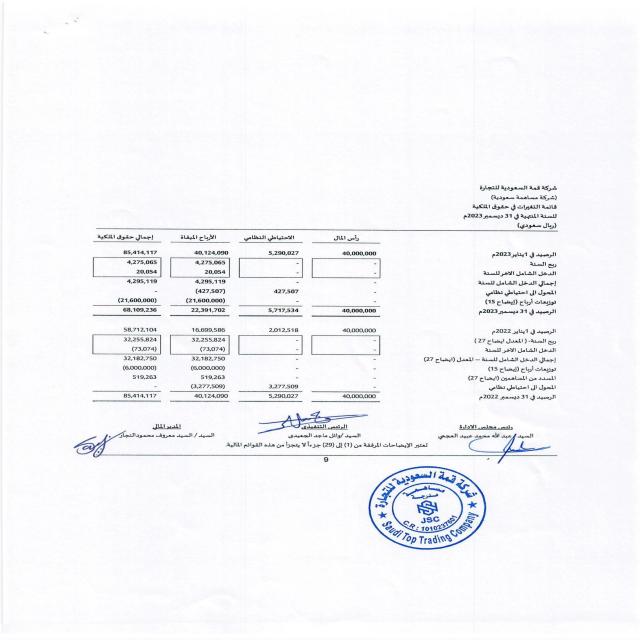 شركة قمة السعودية للتجارة
(شركة مساهمة سعودية)
قائمة التغيرات في حقوق الملكية
للسنة المنتهية في 31 ديسمبر 2023م
(ريال سعودي)
رأس المال الاحتياطي النظامي الأرباح المبقاة إجمالي حقوق الملكية
الرصيد في 1يناير 2023م 40,000,000 5,290,027 40,124,090 85,414,117
ربح السنة - - 4,275,065 4,275,065
الدخل الشامل الاخر للسنة - - 20,054 20,054
إجمالي الدخل الشامل للسنة - - 4,295,119 4,295,119
المحول الى احتياطي نظامي - 427,507 (427,507) -
توزيعات أرباح (إيضاح 15) - - (21,600,000) (21,600,000)
الرصيد في 31 ديسمبر 2023م 40,000,000 5,717,534 22,391,702 68,109,236
الرصيد في 1 يناير 2022م 40,000,000 2,012,518 16,699,586 58,712,104
ربح السنة- ( المعدل ايضاح 27 ) - - 32,255,824 32,255,824
الدخل الشامل الاخر للسنة - - (73,074) (73,074)
إجمالي الدخل الشامل للسنة – المعدل (ايضاح 27) - - 32,182,750 32,182,750
توزيعات أرباح (إيضاح 15) - - (6,000,000) (6,000,000)
المسدد من المساهمين (ايضاح 27) - - 519,263 519,263
المحول الى احتياطي نظامي - 3,277,509 (3,277,509) -
الرصيد في 31 ديسمبر 2022م 40,000,000 5,290,027 40,124,090 85,414,117
رئيس مجلس الادارة الرئيس التنفيذي المدير المالي
السيد/ عبد الله محمد عبيد العجمي السيد /وائل ماجد الجعيدي السيد / السيد معروف محمود النجار
تعتبر الإيضاحات المرفقة من (1) إلى (29) جزءاً لا يتجزأ من هذه القوائم المالية.
9
شركة قمة السعودية للتجارة
مساهمة
مدرجة
JSC
C.R.: 1010237601
Saudi Top Trading Company